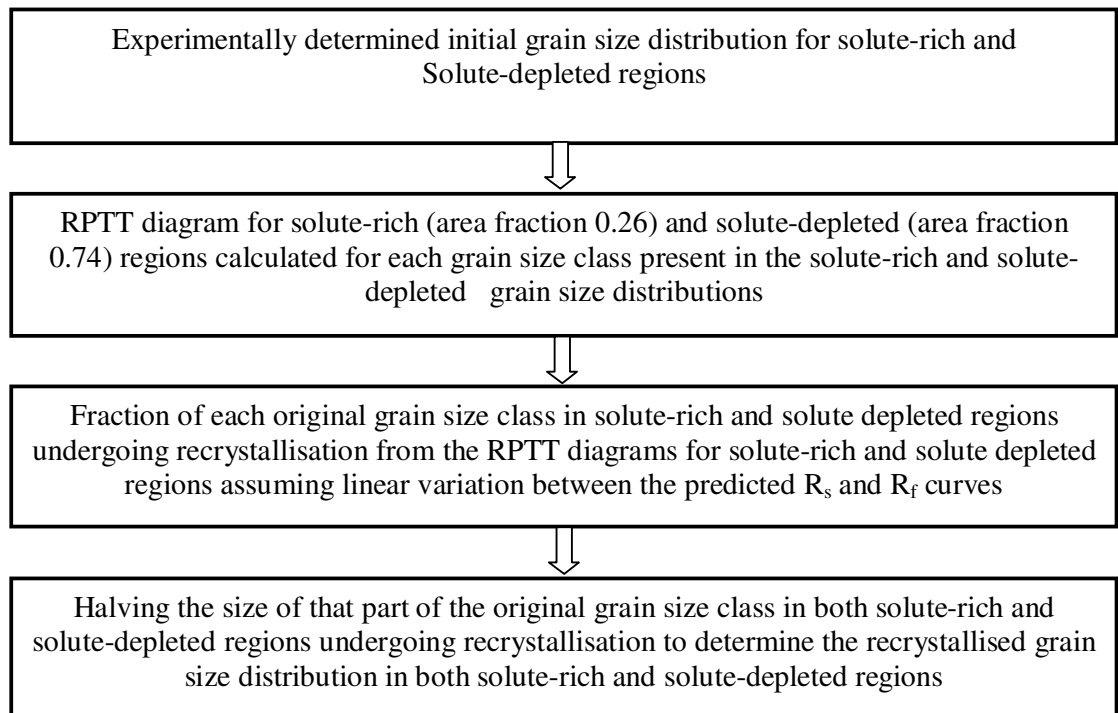 Experimentally determined initial grain size distribution for solute-rich and
Solute-depleted regions
RPTT diagram for solute-rich (area fraction 0.26) and solute-depleted (area fraction
0.74) regions calculated for each grain size class present in the solute-rich and solute-
depleted grain size distributions
Fraction of each original grain size class in solute-rich and solute depleted regions
undergoing recrystallisation from the RPTT diagrams for solute-rich and solute depleted
regions assuming linear variation between the predicted Rs and Rf curves
Halving the size of that part of the original grain size class in both solute-rich and
solute-depleted regions undergoing recrystallisation to determine the recrystallised grain
size distribution in both solute-rich and solute-depleted regions